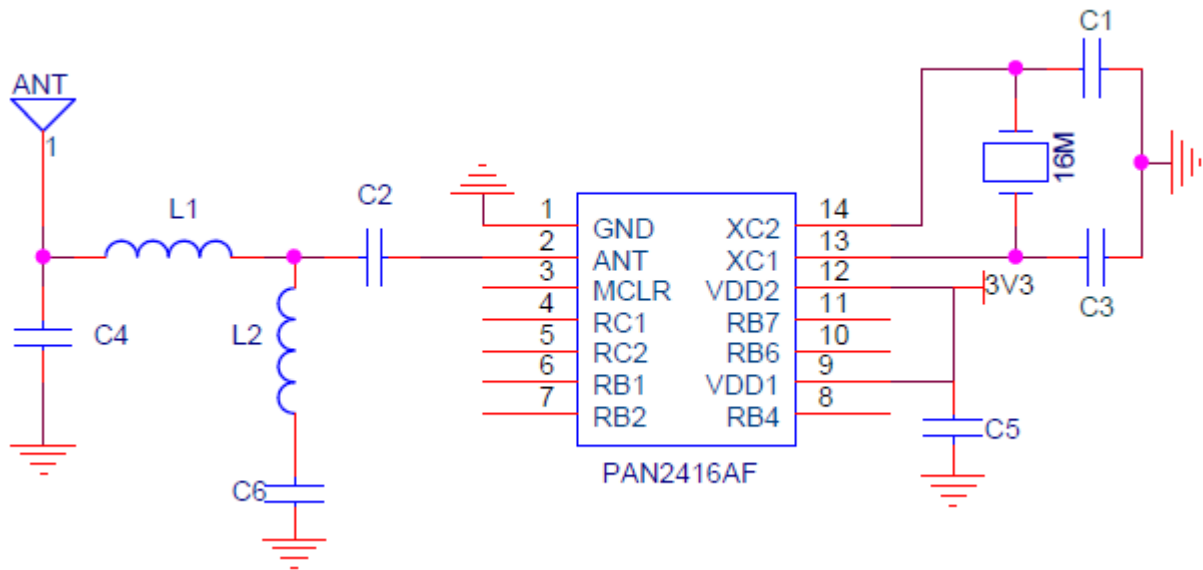 C1
ANT
1
16M
C2
L1
1 GND XC2 14
2 ANT XC1 13
3 MCLR VDD2 12 3V3
C3
4 RC1 RB7 11
C4 L2
5 RC2 RB6 10
6 RB1 VDD1 9
7 RB2 RB4 8
C5
PAN2416AF
C6